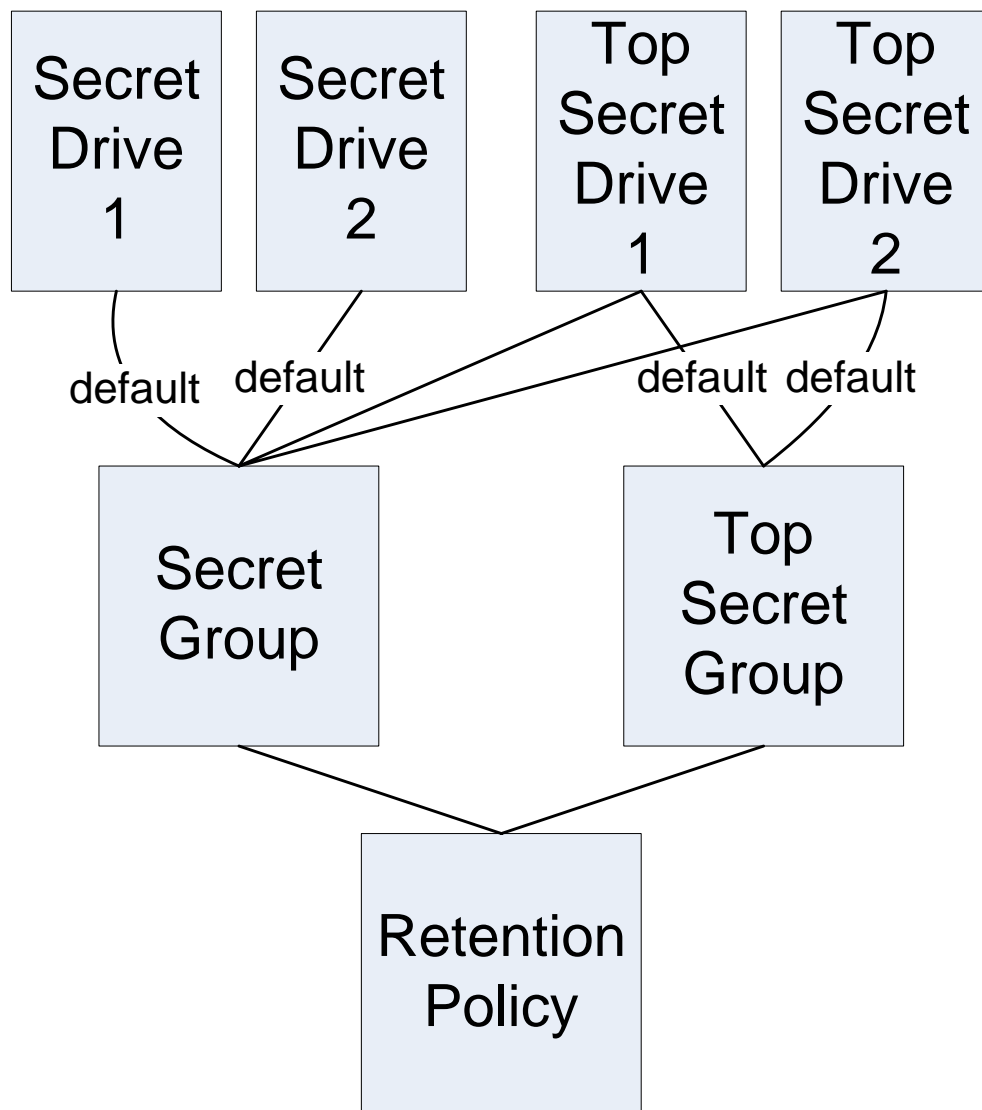 Secret
Drive
1
Secret
Drive
2
Top
Secret
Drive
1
Top
Secret
Drive
2
default
default
default
default
Secret
Group
Top
Secret
Group
Retention
Policy